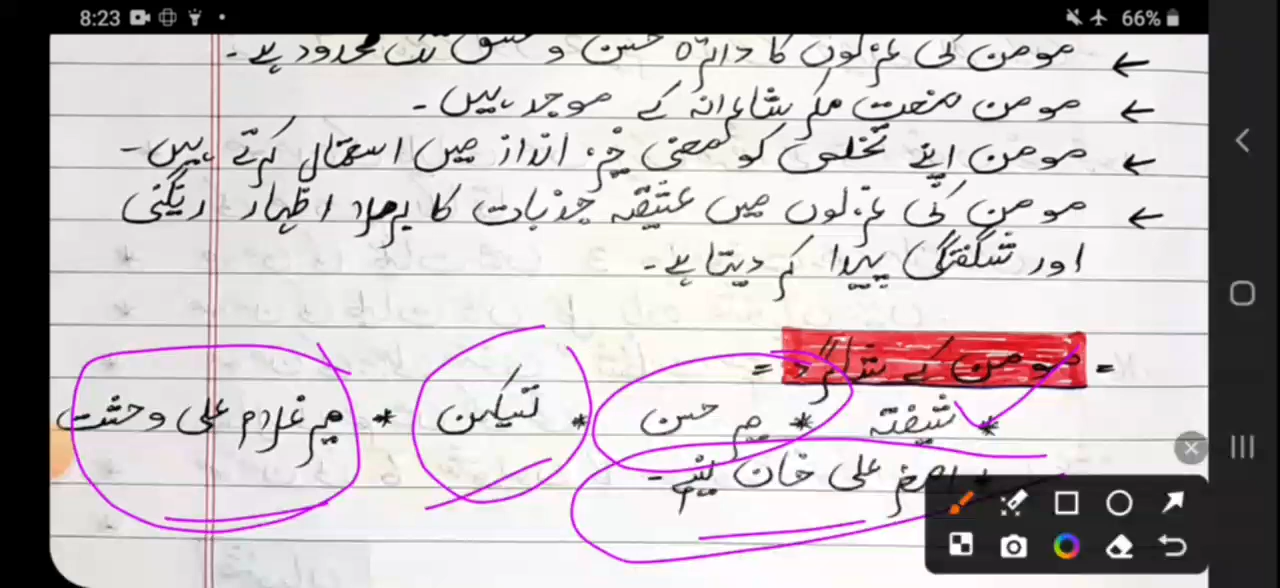 8:23 66%
← مومن کی غزلوں کا دائرہ حسن و عشق تک محدود ہے۔
← مومن صنعت مکر شاعرانہ کے موجد ہیں۔
← مومن اپنے تخلص کو معنی خیز انداز میں استعمال کرتے ہیں۔
← مومن کی غزلوں میں عشقیہ جذبات کا برملا اظہار رنگینی
اور شگفتگی پیدا کر دیتا ہے۔
= مومن کے شاگرد =
* شیفتہ * میر حسن * تسکین * میر غلام علی وحشت
* اصغر علی خان نسیم۔